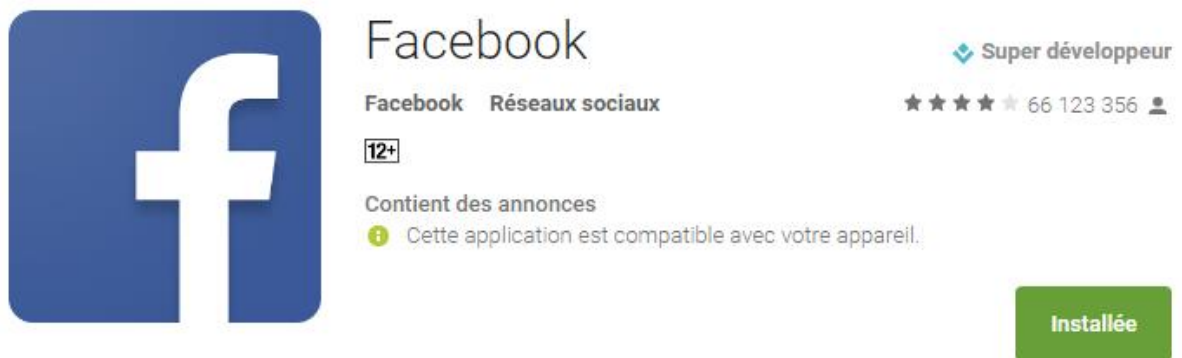 Facebook
Super développeur
Facebook Réseaux sociaux
66 123 356
12+
Contient des annonces
Cette application est compatible avec votre appareil.
Installée